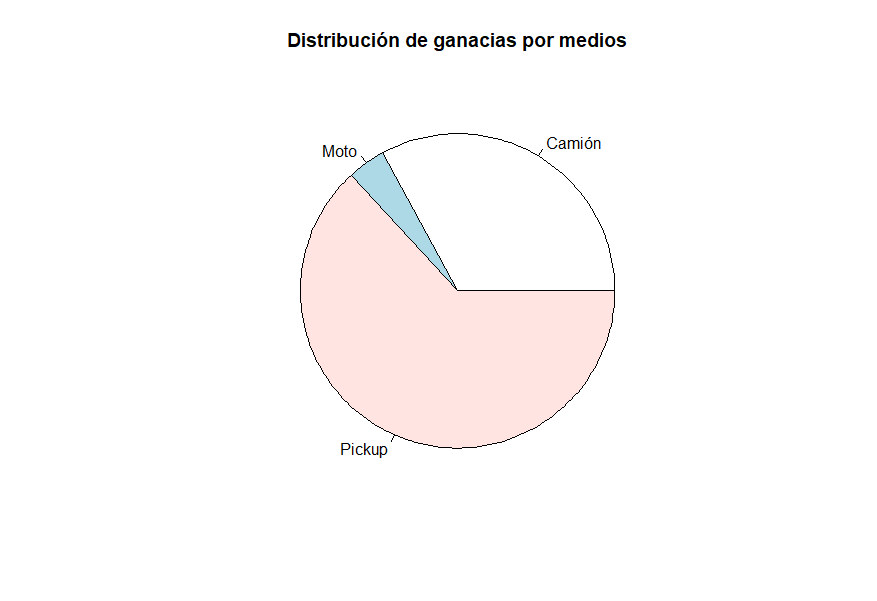 Distribución de ganacias por medios
Camión
Moto
Pickup